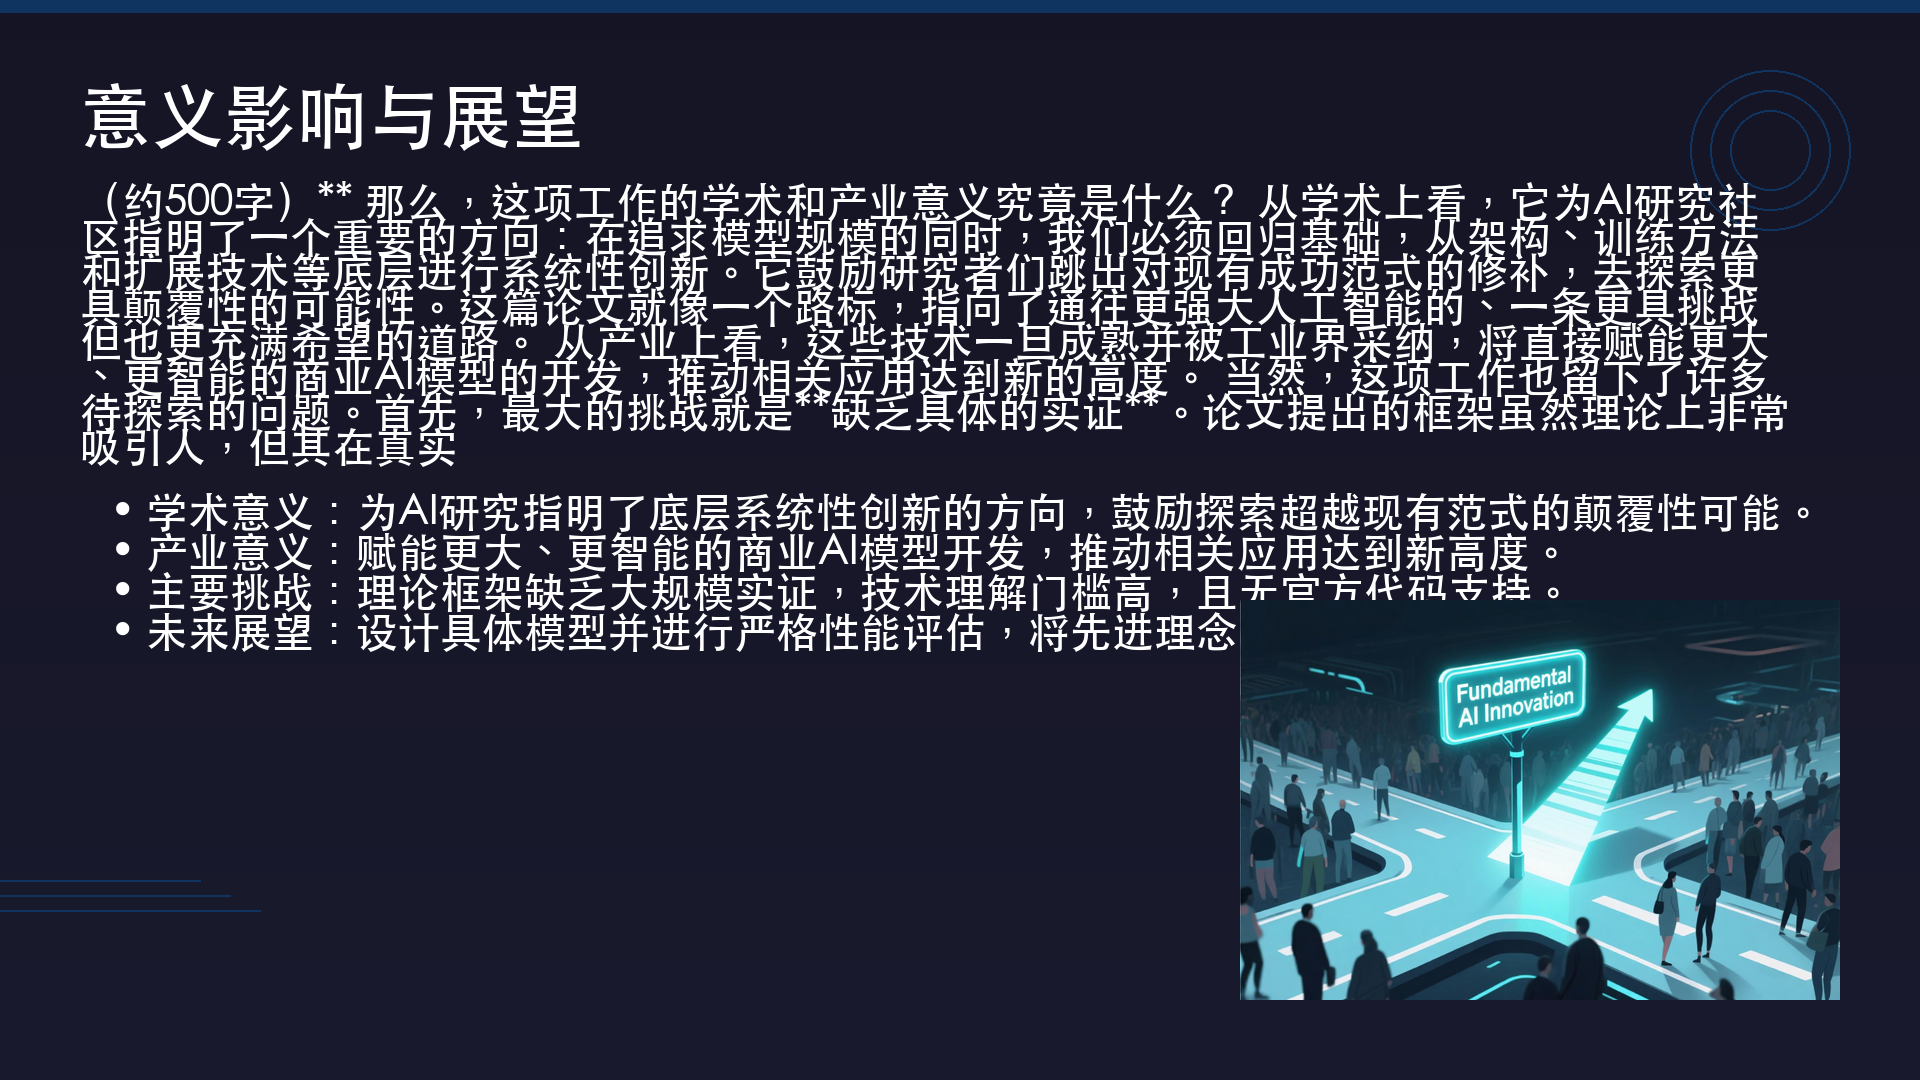 意义影响与展望
（约500字）** 那么，这项工作的学术和产业意义究竟是什么？ 从学术上看，它为AI研究社
区指明了一个重要的方向：在追求模型规模的同时，我们必须回归基础，从架构、训练方法
和扩展技术等底层进行系统性创新。它鼓励研究者们跳出对现有成功范式的修补，去探索更
具颠覆性的可能性。这篇论文就像一个路标，指向了通往更强大人工智能的、一条更具挑战
但也更充满希望的道路。 从产业上看，这些技术一旦成熟并被工业界采纳，将直接赋能更大
、更智能的商业AI模型的开发，推动相关应用达到新的高度。 当然，这项工作也留下了许多
待探索的问题。首先，最大的挑战就是**缺乏具体的实证**。论文提出的框架虽然理论上非常
吸引人，但其在真实
• 学术意义：为AI研究指明了底层系统性创新的方向，鼓励探索超越现有范式的颠覆性可能。
• 产业意义：赋能更大、更智能的商业AI模型开发，推动相关应用达到新高度。
• 主要挑战：理论框架缺乏大规模实证，技术理解门槛高，且无官方代码支持。
• 未来展望：设计具体模型并进行严格性能评估，将先进理念
Fundamental
AI Innovation